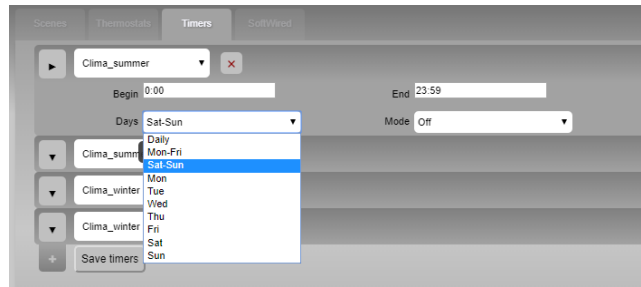 Scenes Thermostats Timers SoftWired
Clima_summer
Begin 0:00 End 23:59
Days Sat-Sun Mode Off
Daily
Clima_summ Mon-Fri
Sat-Sun
Mon
Clima_winter Tue
Wed
Thu
Clima_winter Fri
Sat
Save timers Sun